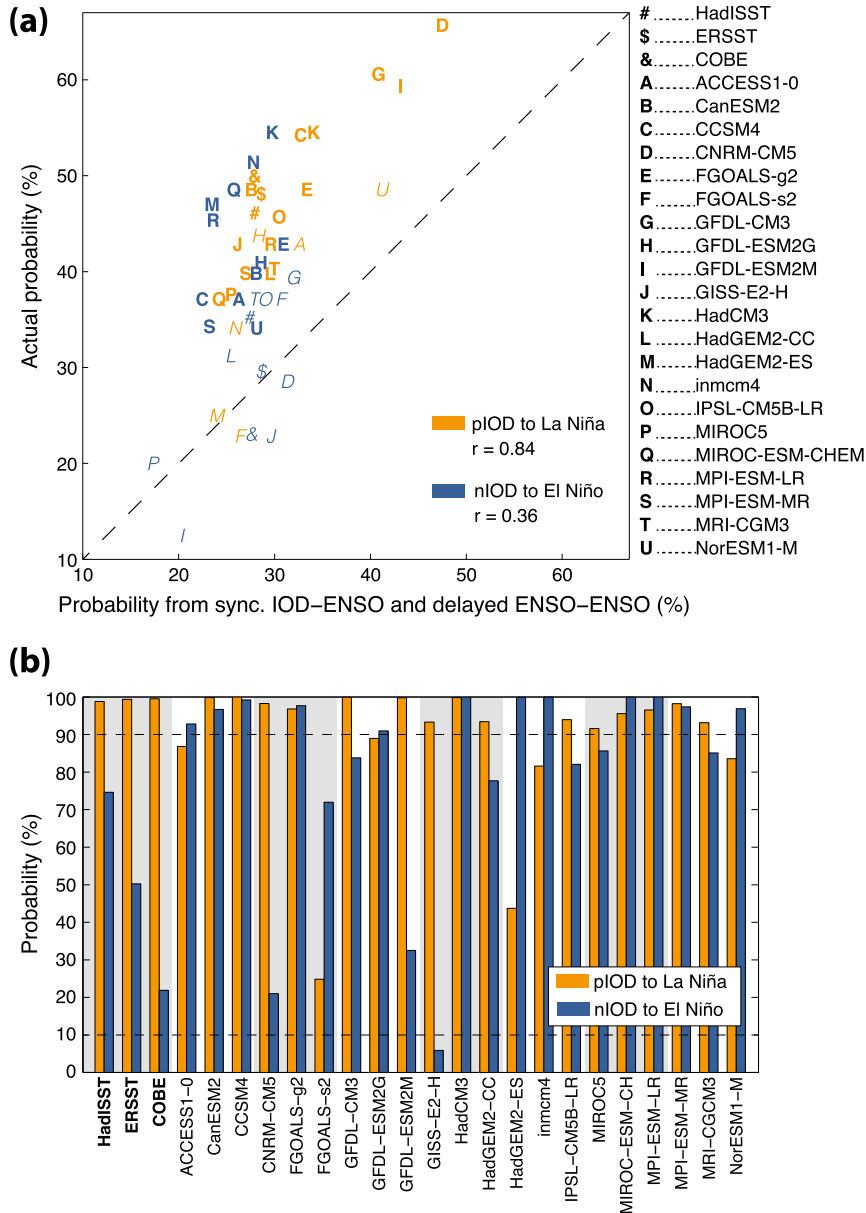 (a)
Actual probability (%)
60
50
40
30
20
10
10 20 30 40 50 60
Probability from sync. IOD–ENSO and delayed ENSO–ENSO (%)
D
G
I
K C K
N
&
Q B $ E U
M
R # O
H
J R E A
H T
S B L G
C Q P A T O F
#
S N U
L
$
D
M
F & J
P
I
pIOD to La Niña
r = 0.84
nIOD to El Niño
r = 0.36
# ........ HadISST
$ ........ ERSST
& ........ COBE
A ........ ACCESS1-0
B ........ CanESM2
C ........ CCSM4
D ........ CNRM-CM5
E ........ FGOALS-g2
F ........ FGOALS-s2
G ........ GFDL-CM3
H ........ GFDL-ESM2G
I ........ GFDL-ESM2M
J ........ GISS-E2-H
K ........ HadCM3
L ........ HadGEM2-CC
M ........ HadGEM2-ES
N ........ inmcm4
O ........ IPSL-CM5B-LR
P ........ MIROC5
Q ........ MIROC-ESM-CHEM
R ........ MPI-ESM-LR
S ........ MPI-ESM-MR
T ........ MRI-CGM3
U ........ NorESM1-M
(b)
Probability (%)
100
90
80
70
60
50
40
30
20
10
0
pIOD to La Niña
nIOD to El Niño
HadISST
ERSST
COBE
ACCESS1–0
CanESM2
CCSM4
CNRM–CM5
FGOALS–g2
FGOALS–s2
GFDL–CM3
GFDL–ESM2G
GFDL–ESM2M
GISS–E2–H
HadCM3
HadGEM2–CC
HadGEM2–ES
inmcm4
IPSL–CM5B–LR
MIROC5
MIROC–ESM–CH
MPI–ESM–LR
MPI–ESM–MR
MRI–CGCM3
NorESM1–M